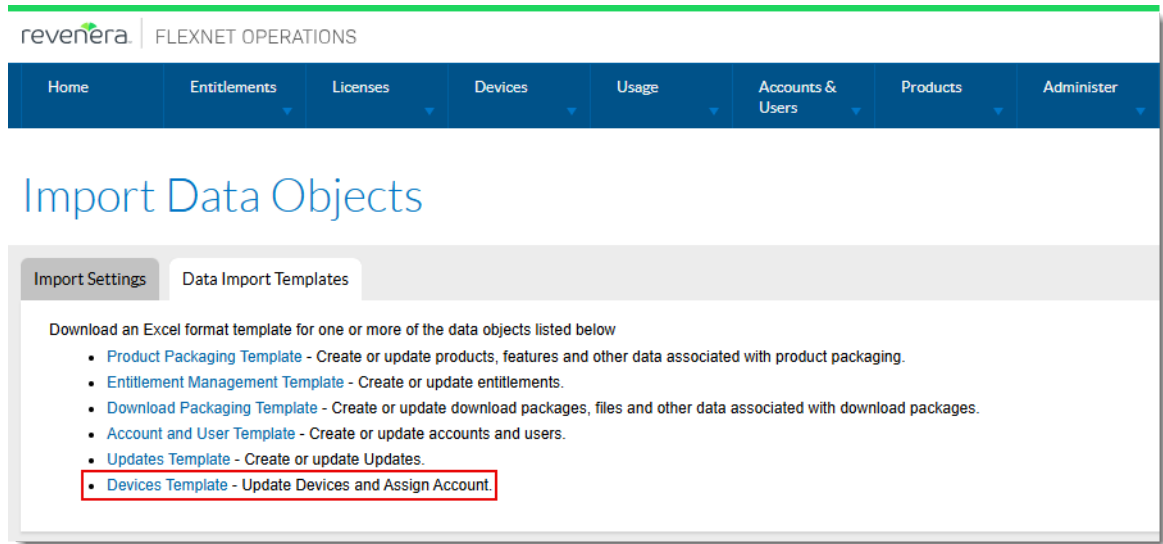 revenera. FLEXNET OPERATIONS
Home Entitlements Licenses Devices Usage Accounts & Users Products Administer
Import Data Objects
Import Settings Data Import Templates
Download an Excel format template for one or more of the data objects listed below
• Product Packaging Template - Create or update products, features and other data associated with product packaging.
• Entitlement Management Template - Create or update entitlements.
• Download Packaging Template - Create or update download packages, files and other data associated with download packages.
• Account and User Template - Create or update accounts and users.
• Updates Template - Create or update Updates.
• Devices Template - Update Devices and Assign Account.